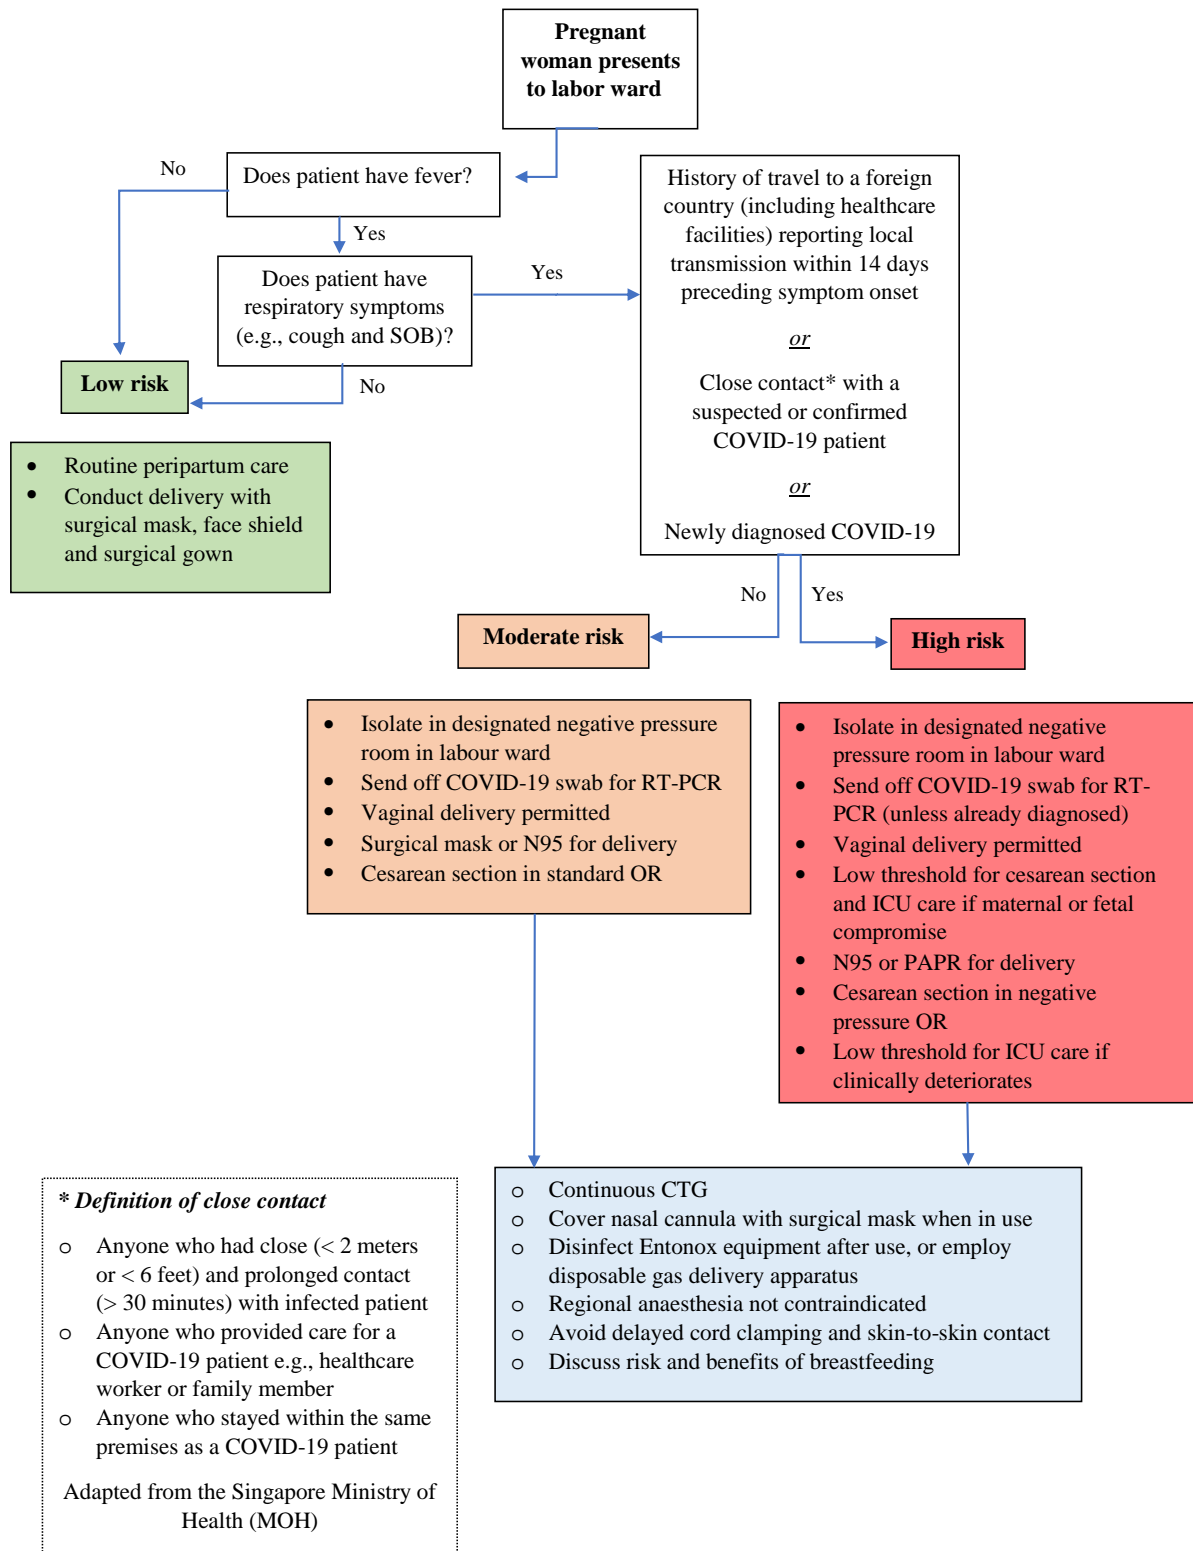 Pregnant
woman presents
to labor ward
No
Does patient have fever?
Yes
Does patient have
respiratory symptoms
(e.g., cough and SOB)?
Yes
No
History of travel to a foreign
country (including healthcare
facilities) reporting local
transmission within 14 days
preceding symptom onset
or
Close contact* with a
suspected or confirmed
COVID-19 patient
or
Newly diagnosed COVID-19
Low risk
• Routine peripartum care
• Conduct delivery with
surgical mask, face shield
and surgical gown
No
Yes
Moderate risk
High risk
• Isolate in designated negative
pressure room in labour ward
• Send off COVID-19 swab for RT-PCR
• Vaginal delivery permitted
• Surgical mask or N95 for delivery
• Cesarean section in standard OR
• Isolate in designated negative
pressure room in labour ward
• Send off COVID-19 swab for RT-
PCR (unless already diagnosed)
• Vaginal delivery permitted
• Low threshold for cesarean section
and ICU care if maternal or fetal
compromise
• N95 or PAPR for delivery
• Cesarean section in negative
pressure OR
• Low threshold for ICU care if
clinically deteriorates
* Definition of close contact
o Anyone who had close (< 2 meters
or < 6 feet) and prolonged contact
(> 30 minutes) with infected patient
o Anyone who provided care for a
COVID-19 patient e.g., healthcare
worker or family member
o Anyone who stayed within the same
premises as a COVID-19 patient
Adapted from the Singapore Ministry of
Health (MOH)
o Continuous CTG
o Cover nasal cannula with surgical mask when in use
o Disinfect Entonox equipment after use, or employ
disposable gas delivery apparatus
o Regional anaesthesia not contraindicated
o Avoid delayed cord clamping and skin-to-skin contact
o Discuss risk and benefits of breastfeeding